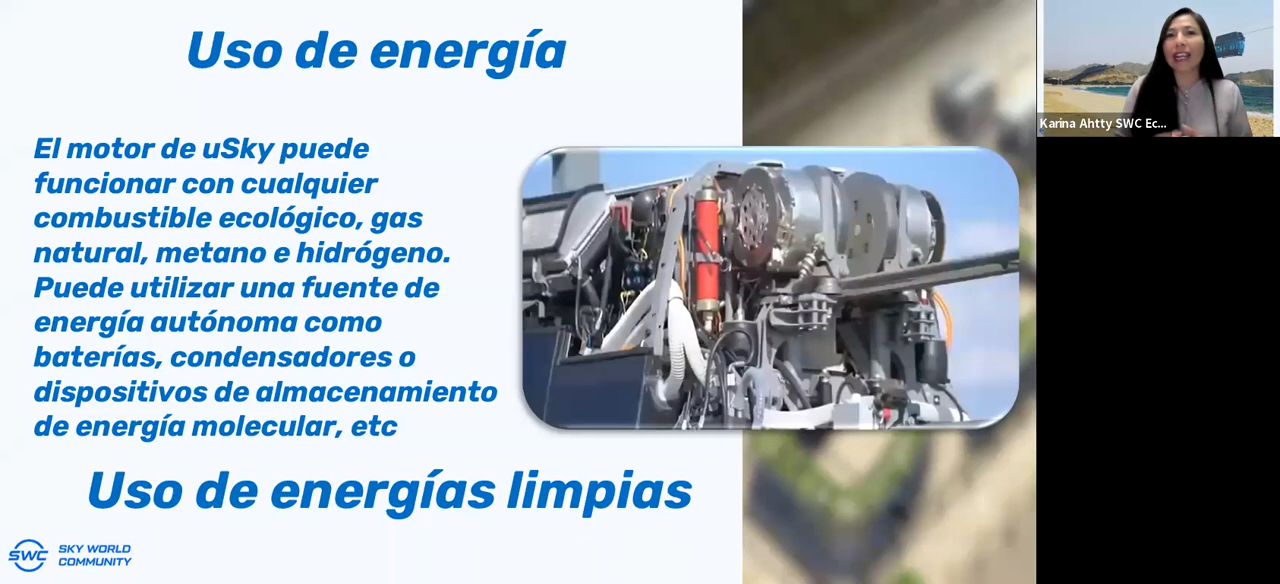 Uso de energía
El motor de uSky puede
funcionar con cualquier
combustible ecológico, gas
natural, metano e hidrógeno.
Puede utilizar una fuente de
energía autónoma como
baterías, condensadores o
dispositivos de almacenamiento
de energía molecular, etc
Uso de energías limpias
SWC
SKY WORLD
COMMUNITY
Karina Ahtty SWC Ec...